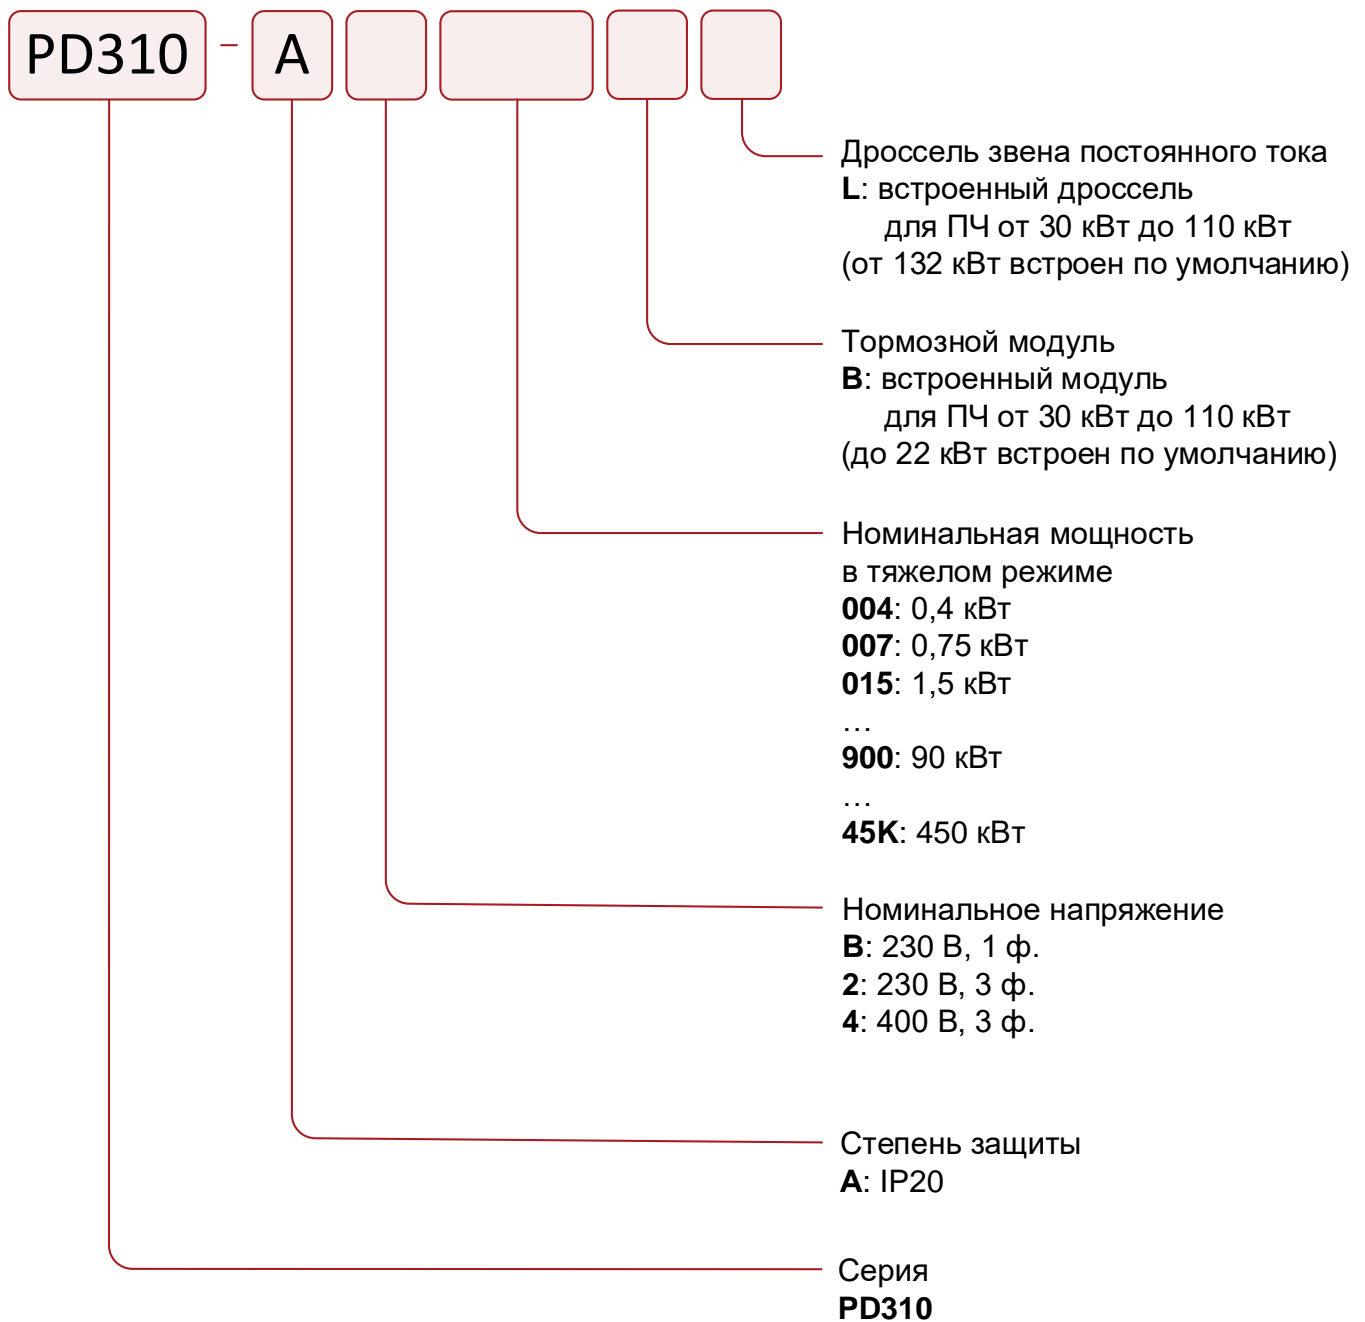 PD310 – A
Дроссель звена постоянного тока
L: встроенный дроссель
для ПЧ от 30 кВт до 110 кВт
(от 132 кВт встроен по умолчанию)
Тормозной модуль
B: встроенный модуль
для ПЧ от 30 кВт до 110 кВт
(до 22 кВт встроен по умолчанию)
Номинальная мощность
в тяжелом режиме
004: 0,4 кВт
007: 0,75 кВт
015: 1,5 кВт
…
900: 90 кВт
…
45K: 450 кВт
Номинальное напряжение
B: 230 В, 1 ф.
2: 230 В, 3 ф.
4: 400 В, 3 ф.
Степень защиты
A: IP20
Серия
PD310